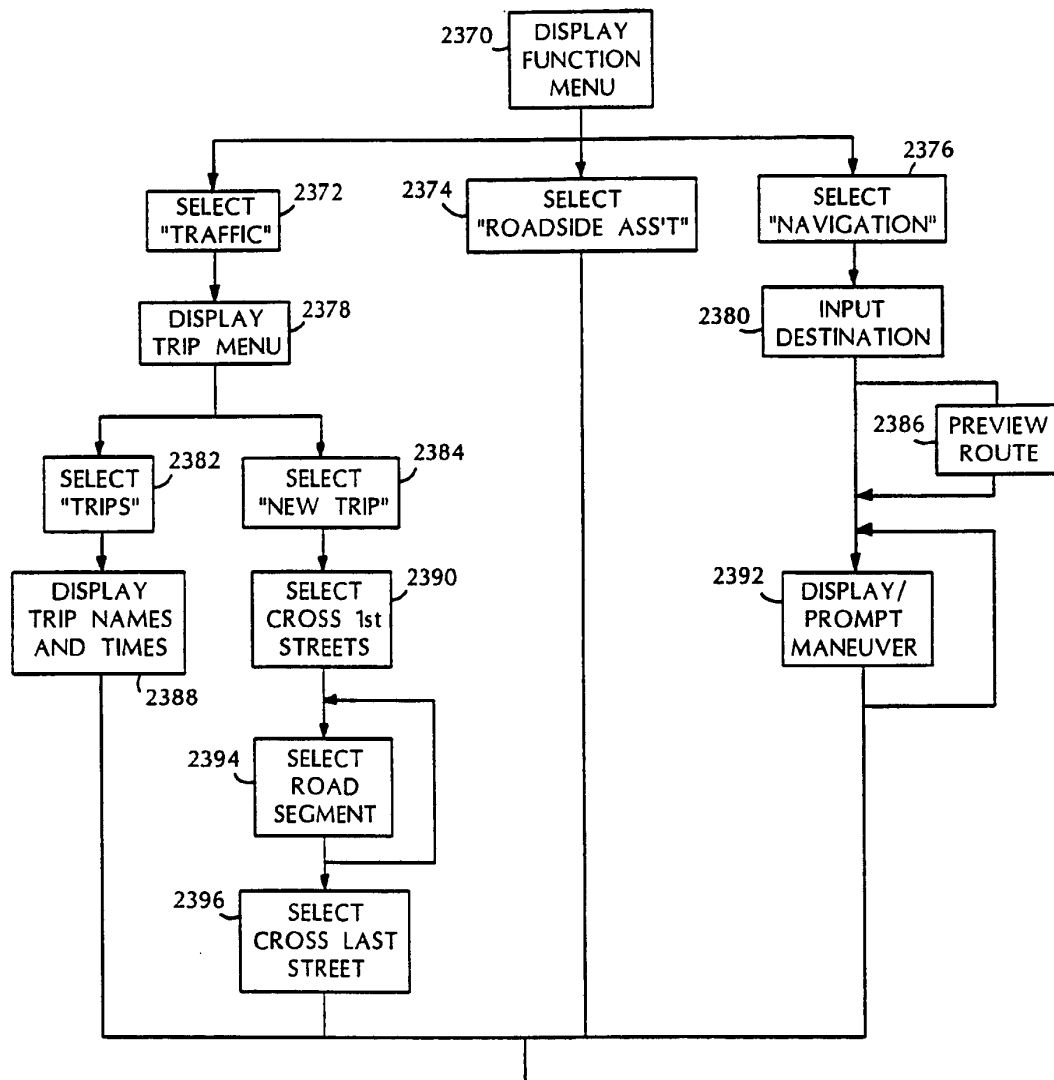 2370
DISPLAY
FUNCTION
MENU
2372
SELECT
"TRAFFIC"
2374
SELECT
"ROADSIDE ASS'T"
2376
SELECT
"NAVIGATION"
2378
DISPLAY
TRIP MENU
2380
INPUT
DESTINATION
2382
SELECT
"TRIPS"
2384
SELECT
"NEW TRIP"
2386
PREVIEW
ROUTE
DISPLAY
TRIP NAMES
AND TIMES
2388
SELECT
CROSS 1st
STREETS
2390
2392
DISPLAY/
PROMPT
MANEUVER
2394
SELECT
ROAD
SEGMENT
2396
SELECT
CROSS LAST
STREET